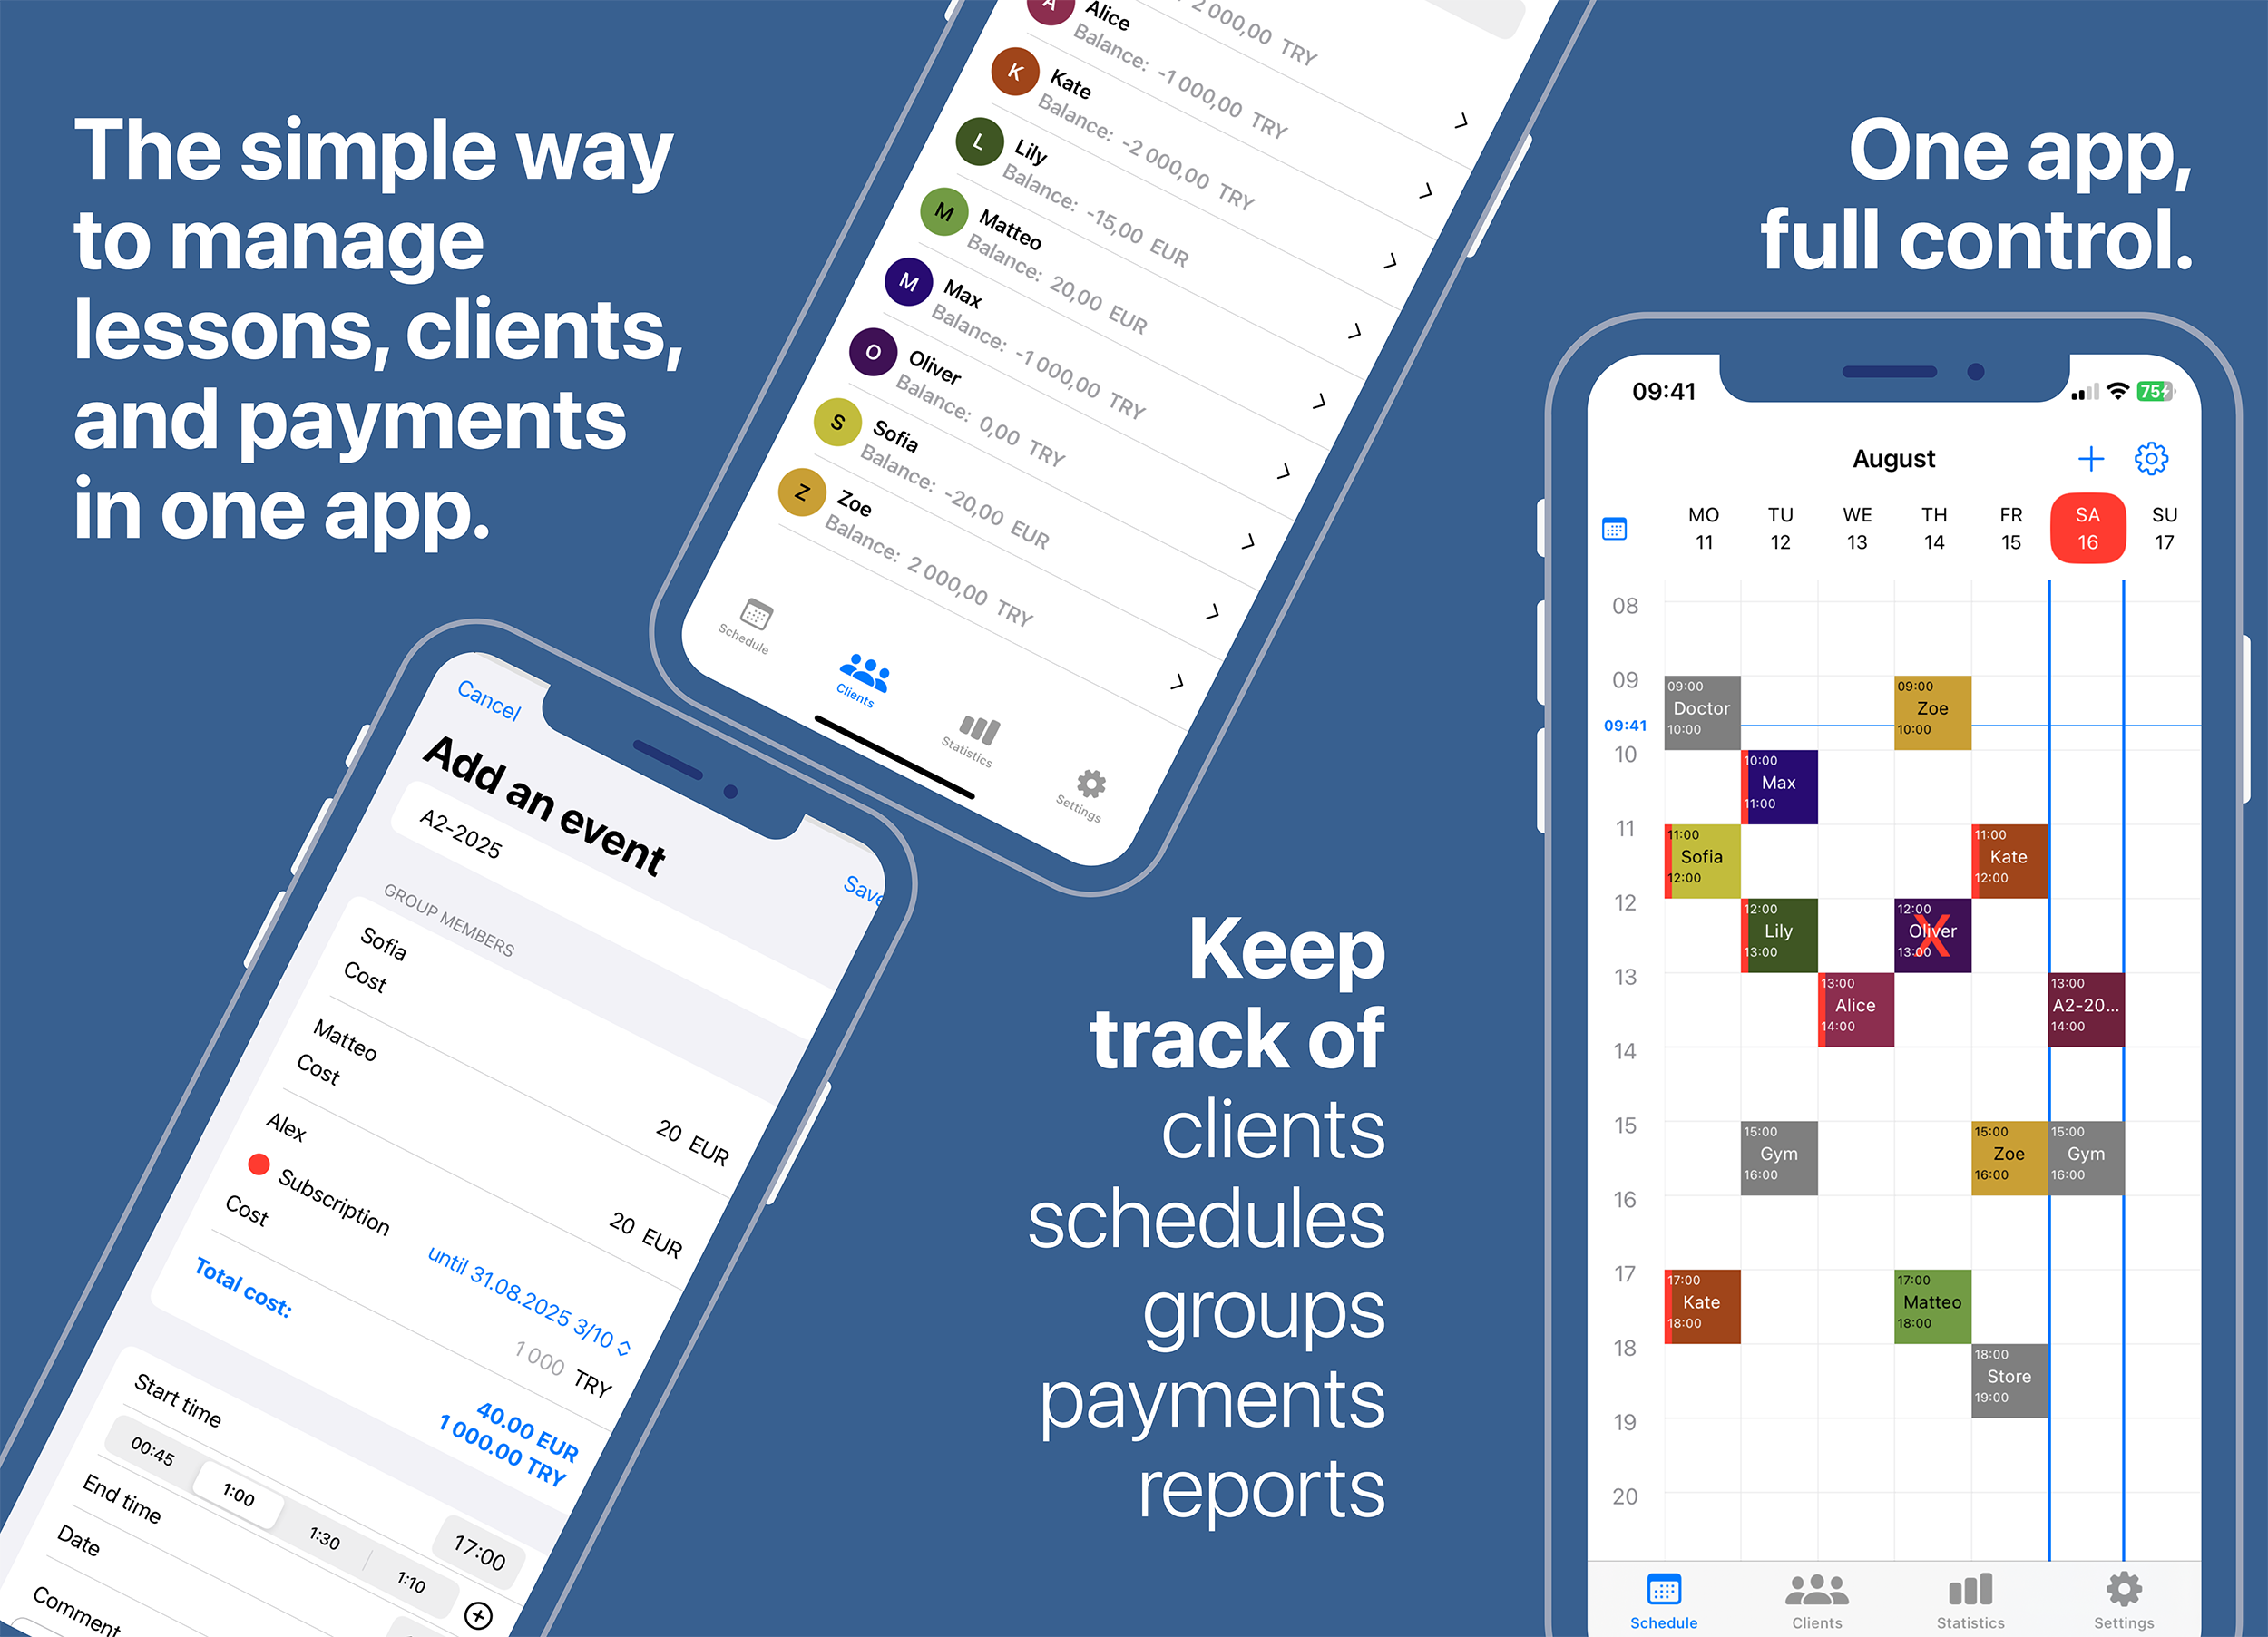 The simple way
to manage
lessons, clients,
and payments
in one app.
2 000,00 TRY
A Alice
Balance: -1 000,00 TRY
K Kate
Balance: -2 000,00 TRY
L Lily
Balance: -15,00 EUR
M Matteo
Balance: 20,00 EUR
M Max
Balance: -1 000,00 TRY
O Oliver
Balance: 0,00 TRY
S Sofia
Balance: -20,00 EUR
Z Zoe
Balance: 2 000,00 TRY
Schedule
Clients
Statistics
Settings
Cancel
Save
Add an event
A2-2025
GROUP MEMBERS
Sofia
Cost
20 EUR
Matteo
Cost
20 EUR
Alex
Subscription
until 31.08.2025 3/10
Cost
1 000 TRY
Total cost:
40.00 EUR
1 000.00 TRY
Start time
17:00
00:45 1:00 1:30 1:10
End time
Date
Comment
Keep
track of
clients
schedules
groups
payments
reports
One app,
full control.
09:41 75
August
MO TU WE TH FR SA SU
11 12 13 14 15 16 17
08
09
09:00 Doctor 10:00
09:00 Zoe 10:00
09:41
10
10:00 Max 11:00
11
11:00 Sofia 12:00
11:00 Kate 12:00
12
12:00 Lily 13:00
12:00 Oliver 13:00
X
13
13:00 Alice 14:00
13:00 A2-20... 14:00
14
15
15:00 Gym 16:00
15:00 Zoe 16:00
15:00 Gym 16:00
16
17
17:00 Kate 18:00
17:00 Matteo 18:00
18
18:00 Store 19:00
19
20
Schedule Clients Statistics Settings